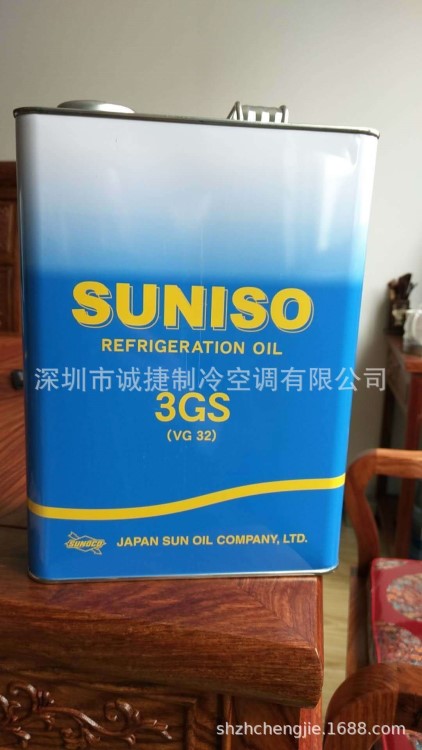 SUNISO
REFRIGERATION OIL
深圳市诚捷制冷空调有限公司
3GS
(VG 32)
SUNOCO
JAPAN SUN OIL COMPANY, LTD.
shzhchengjie.1688.com